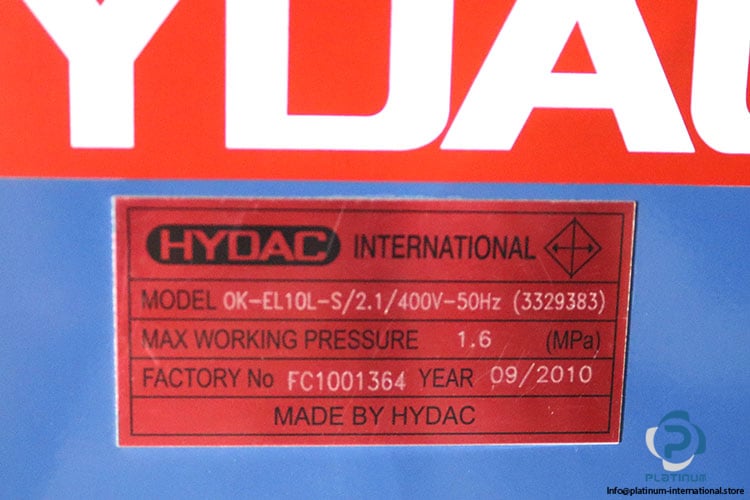 YDA
HYDAC INTERNATIONAL
MODEL OK-EL10L-S/2.1/400V-50Hz (3329383)
MAX WORKING PRESSURE 1.6 (MPa)
FACTORY No FC1001364 YEAR 09/2010
MADE BY HYDAC
P
PLATINUM
Info@platinum-international.store